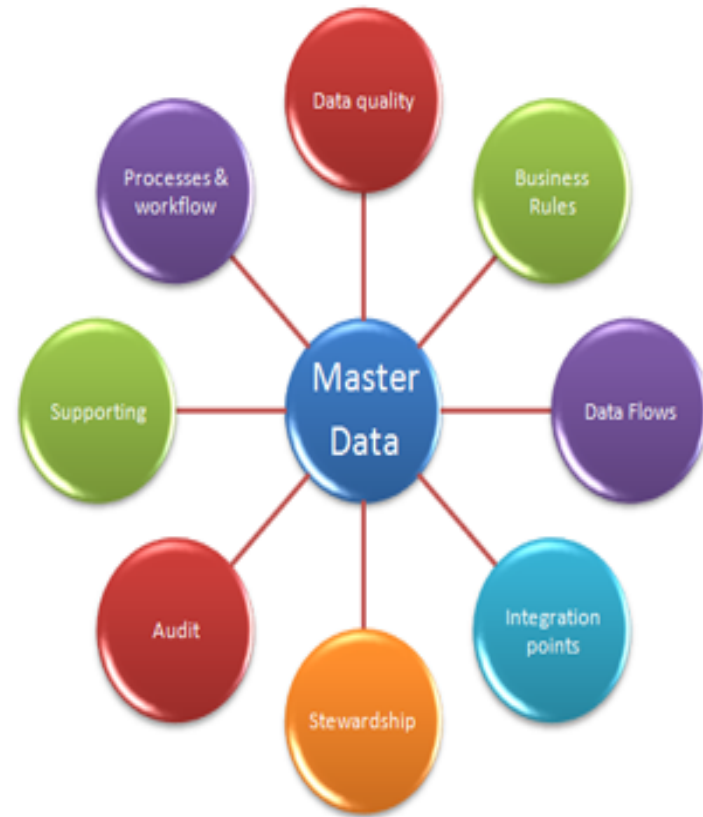 Data quality
Processes &
workflow
Business
Rules
Supporting
Master
Data
Data Flows
Audit
Integration
points
Stewardship